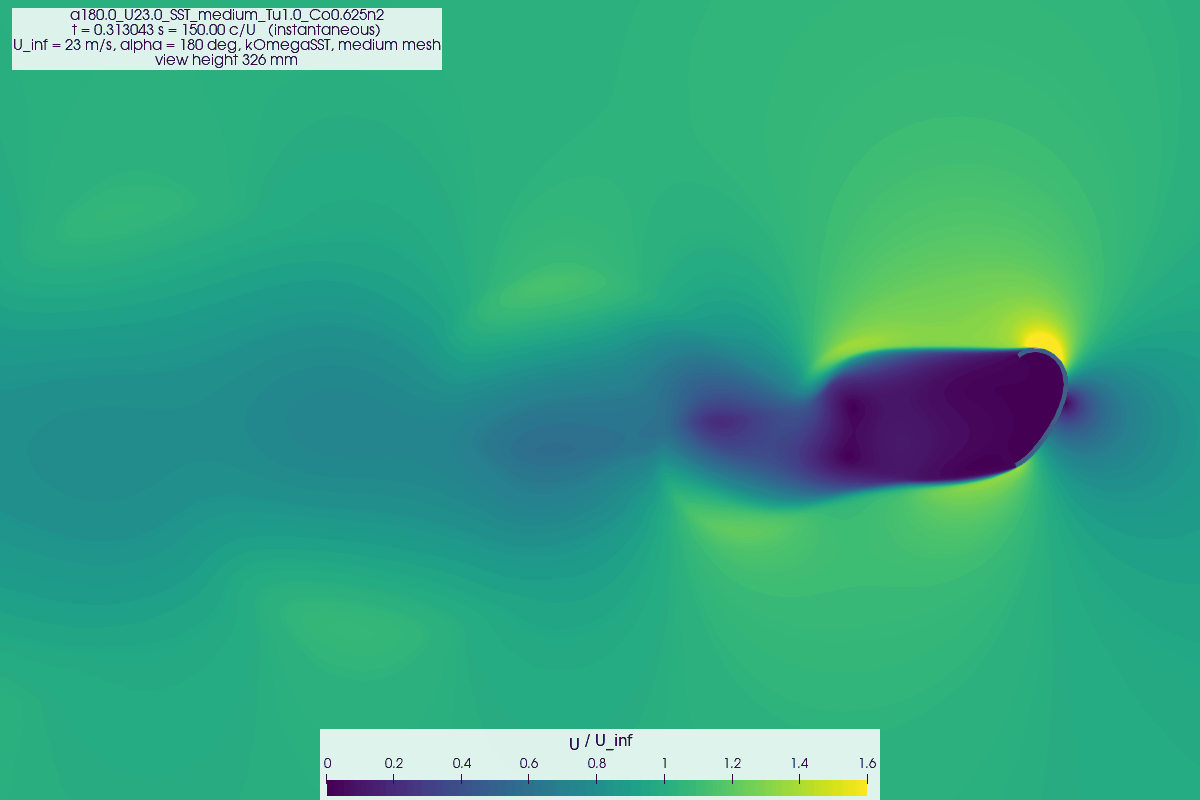 a180.0_U23.0_SST_medium_Tu1.0_Co0.625n2
t = 0.313043 s = 150.00 c/U (instantaneous)
U_inf = 23 m/s, alpha = 180 deg, kOmegaSST, medium mesh
view height 326 mm
U / U_inf
0 0.2 0.4 0.6 0.8 1 1.2 1.4 1.6